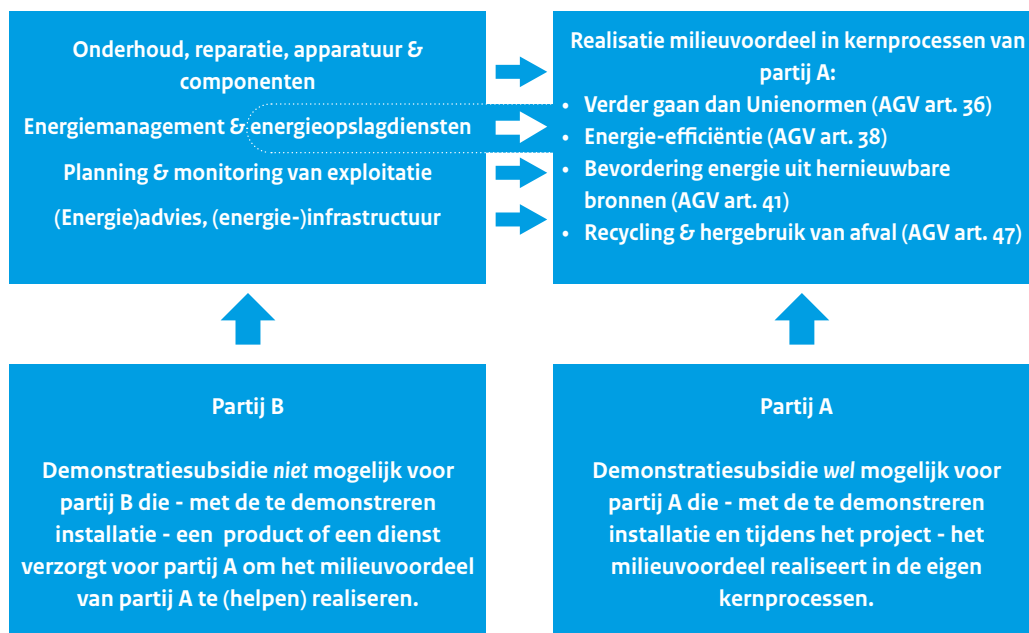 Onderhoud, reparatie, apparatuur &
componenten
Energiemanagement & energieopslagdiensten
Planning & monitoring van exploitatie
(Energie)advies, (energie-)infrastructuur
Realisatie milieuvoordeel in kernprocessen van
partij A:
• Verder gaan dan Unienormen (AGV art. 36)
• Energie-efficiëntie (AGV art. 38)
• Bevordering energie uit hernieuwbare
bronnen (AGV art. 41)
• Recycling & hergebruik van afval (AGV art. 47)
Partij B
Demonstratiesubsidie niet mogelijk voor
partij B die - met de te demonstreren
installatie - een product of een dienst
verzorgt voor partij A om het milieuvoordeel
van partij A te (helpen) realiseren.
Partij A
Demonstratiesubsidie wel mogelijk voor
partij A die - met de te demonstreren
installatie en tijdens het project - het
milieuvoordeel realiseert in de eigen
kernprocessen.